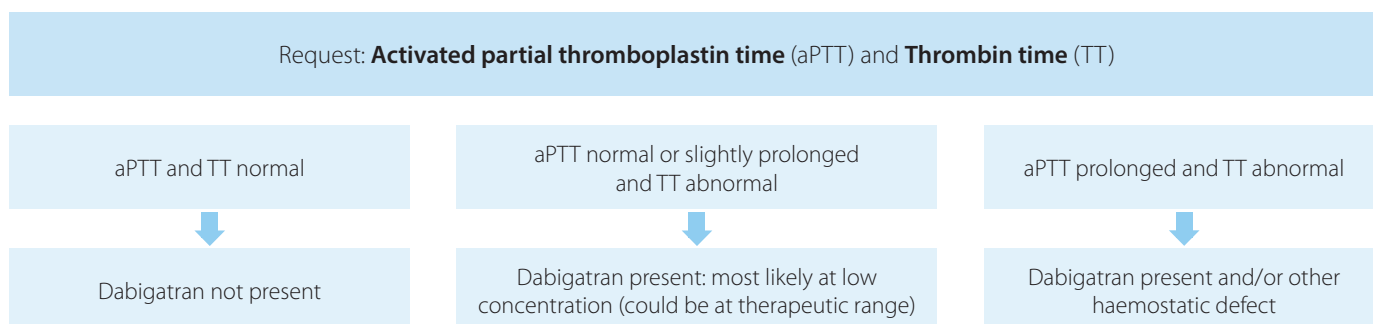 Request: Activated partial thromboplastin time (aPTT) and Thrombin time (TT)
aPTT and TT normal
aPTT normal or slightly prolonged
and TT abnormal
aPTT prolonged and TT abnormal
Dabigatran not present
Dabigatran present: most likely at low
concentration (could be at therapeutic range)
Dabigatran present and/or other
haemostatic defect